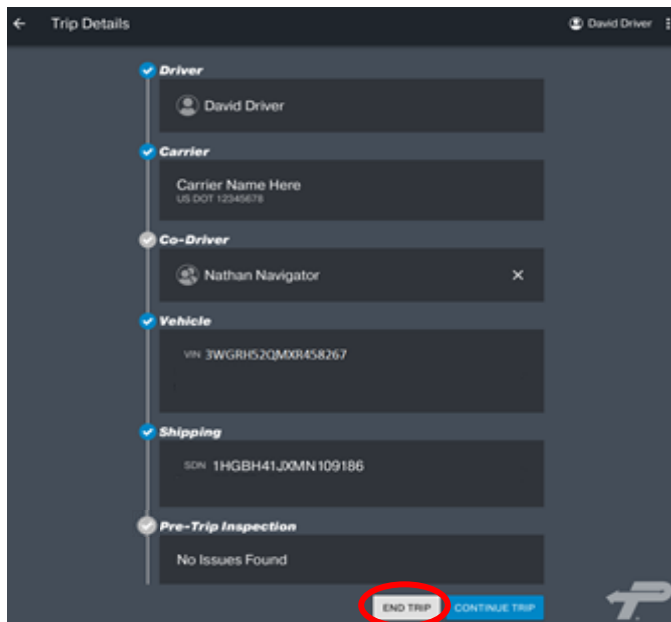 Trip Details
David Driver
Driver
David Driver
Carrier
Carrier Name Here
US DOT 12345678
Co-Driver
Nathan Navigator
Vehicle
VIN 3WGRH52QMXR458267
Shipping
SDN 1HGBH41JXMN109186
Pre-Trip Inspection
No Issues Found
END TRIP
CONTINUE TRIP